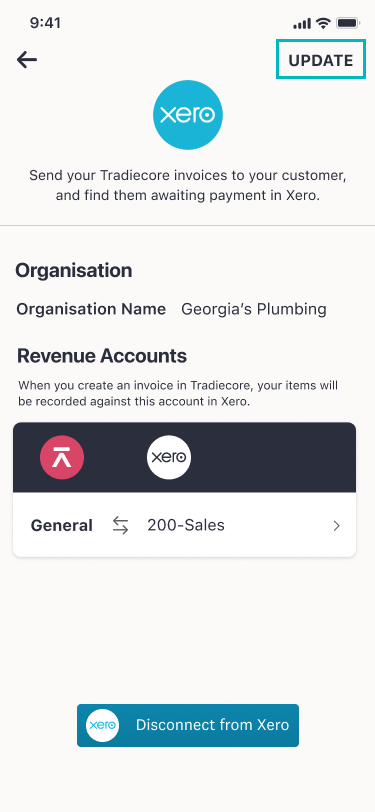 9:41
UPDATE
xero
Send your Tradiecore invoices to your customer,
and find them awaiting payment in Xero.
Organisation
Organisation Name Georgia's Plumbing
Revenue Accounts
When you create an invoice in Tradiecore, your items will
be recorded against this account in Xero.
xero
General 200-Sales
xero Disconnect from Xero